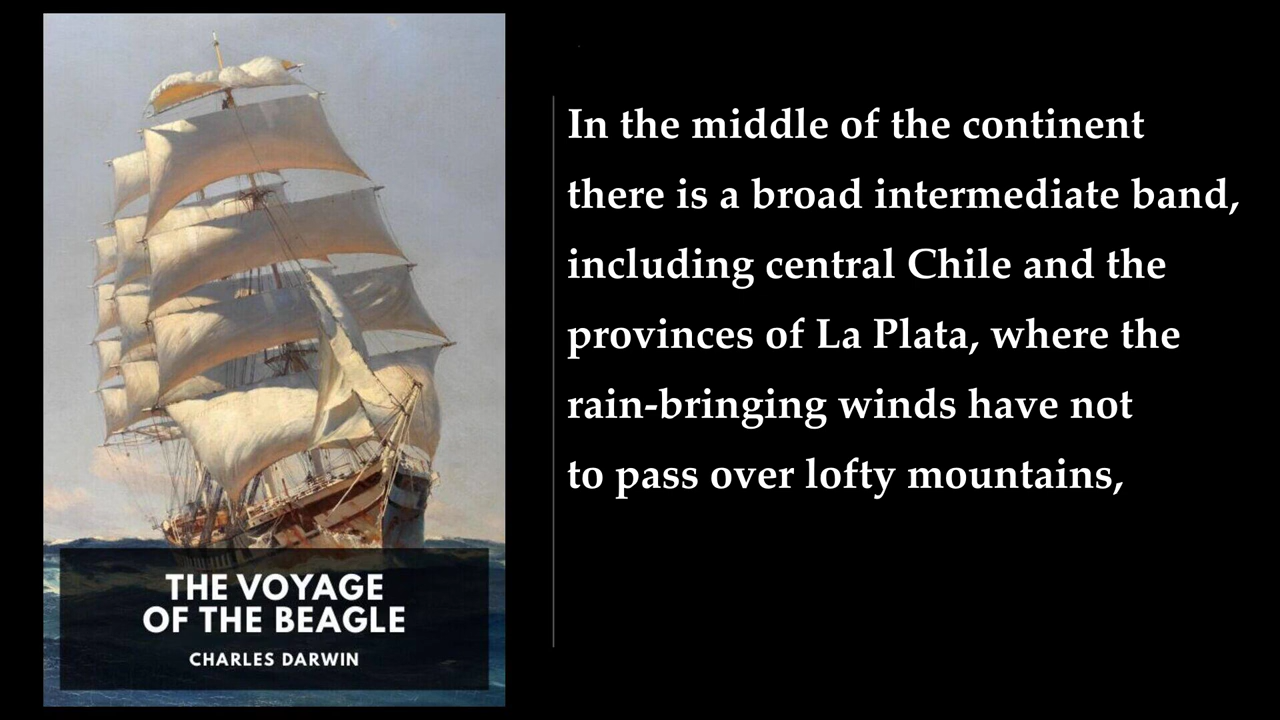 THE VOYAGE
OF THE BEAGLE
CHARLES DARWIN
In the middle of the continent
there is a broad intermediate band,
including central Chile and the
provinces of La Plata, where the
rain-bringing winds have not
to pass over lofty mountains,